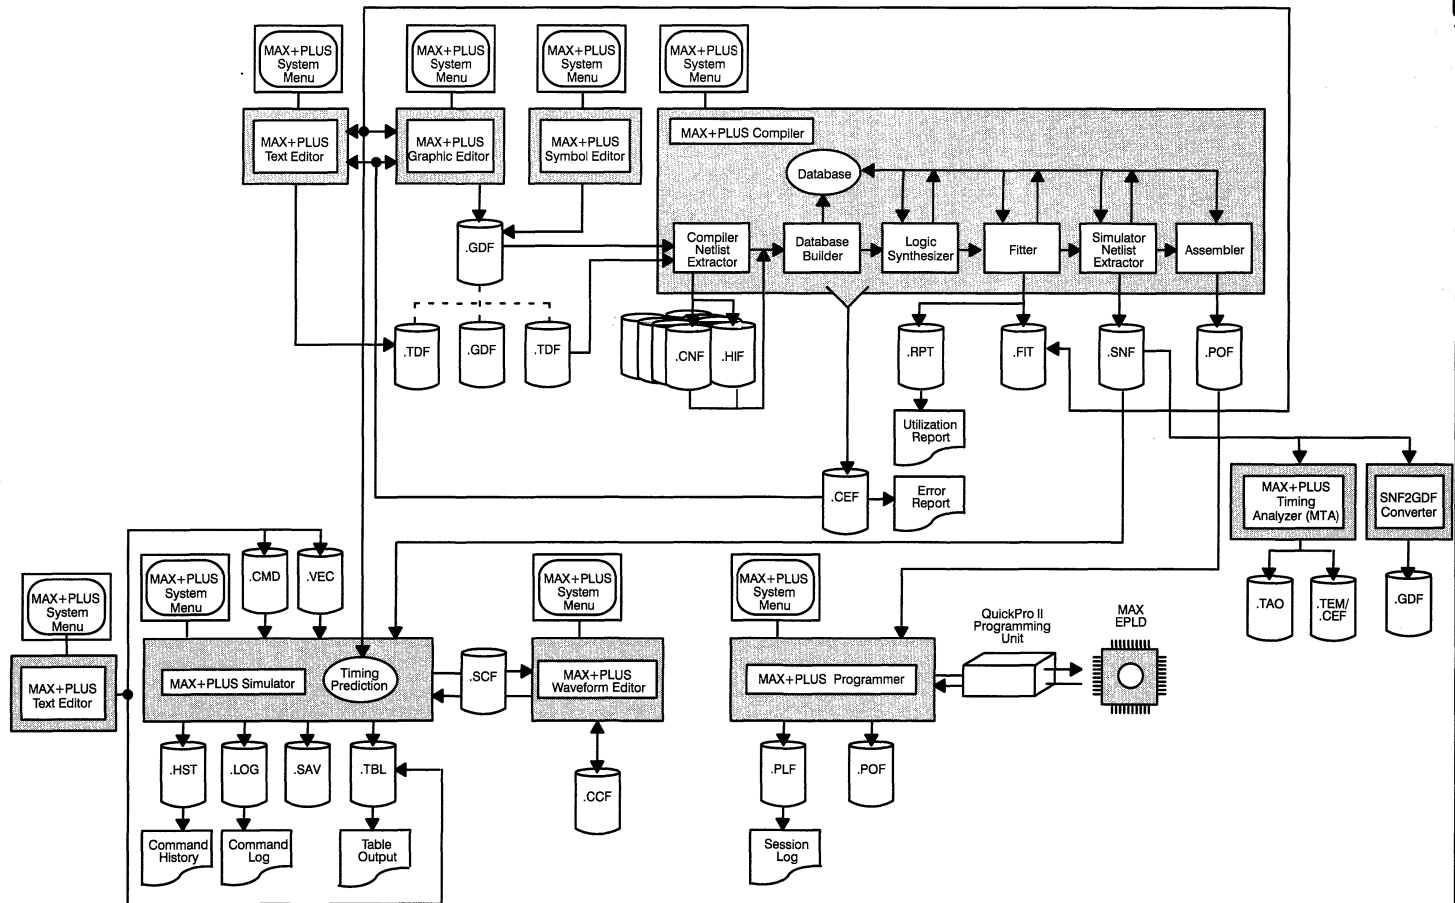 MAX+PLUS
System
Menu
MAX+PLUS
System
Menu
MAX+PLUS
System
Menu
MAX+PLUS
System
Menu
MAX+PLUS
Text Editor
MAX+PLUS
Graphic Editor
MAX+PLUS
Symbol Editor
MAX+PLUS Compiler
Database
.GDF
Compiler
Netlist
Extractor
Database
Builder
Logic
Synthesizer
Fitter
Simulator
Netlist
Extractor
Assembler
.TDF
.GDF
.TDF
.CNF
.HIF
.RPT
.FIT
.SNF
.POF
Utilization
Report
.CEF
Error
Report
MAX+PLUS
Timing
Analyzer (MTA)
SNF2GDF
Converter
.TAO
.TEM/
.CEF
.GDF
.CMD
.VEC
MAX+PLUS
System
Menu
MAX+PLUS
System
Menu
MAX+PLUS
System
Menu
MAX+PLUS
System
Menu
QuickPro II
Programming
Unit
MAX
EPLD
MAX+PLUS
Text Editor
MAX+PLUS Simulator
Timing
Prediction
.SCF
MAX+PLUS
Waveform Editor
MAX+PLUS Programmer
.HST
.LOG
.SAV
.TBL
.CCF
.PLF
.POF
Command
History
Command
Log
Table
Output
Session
Log